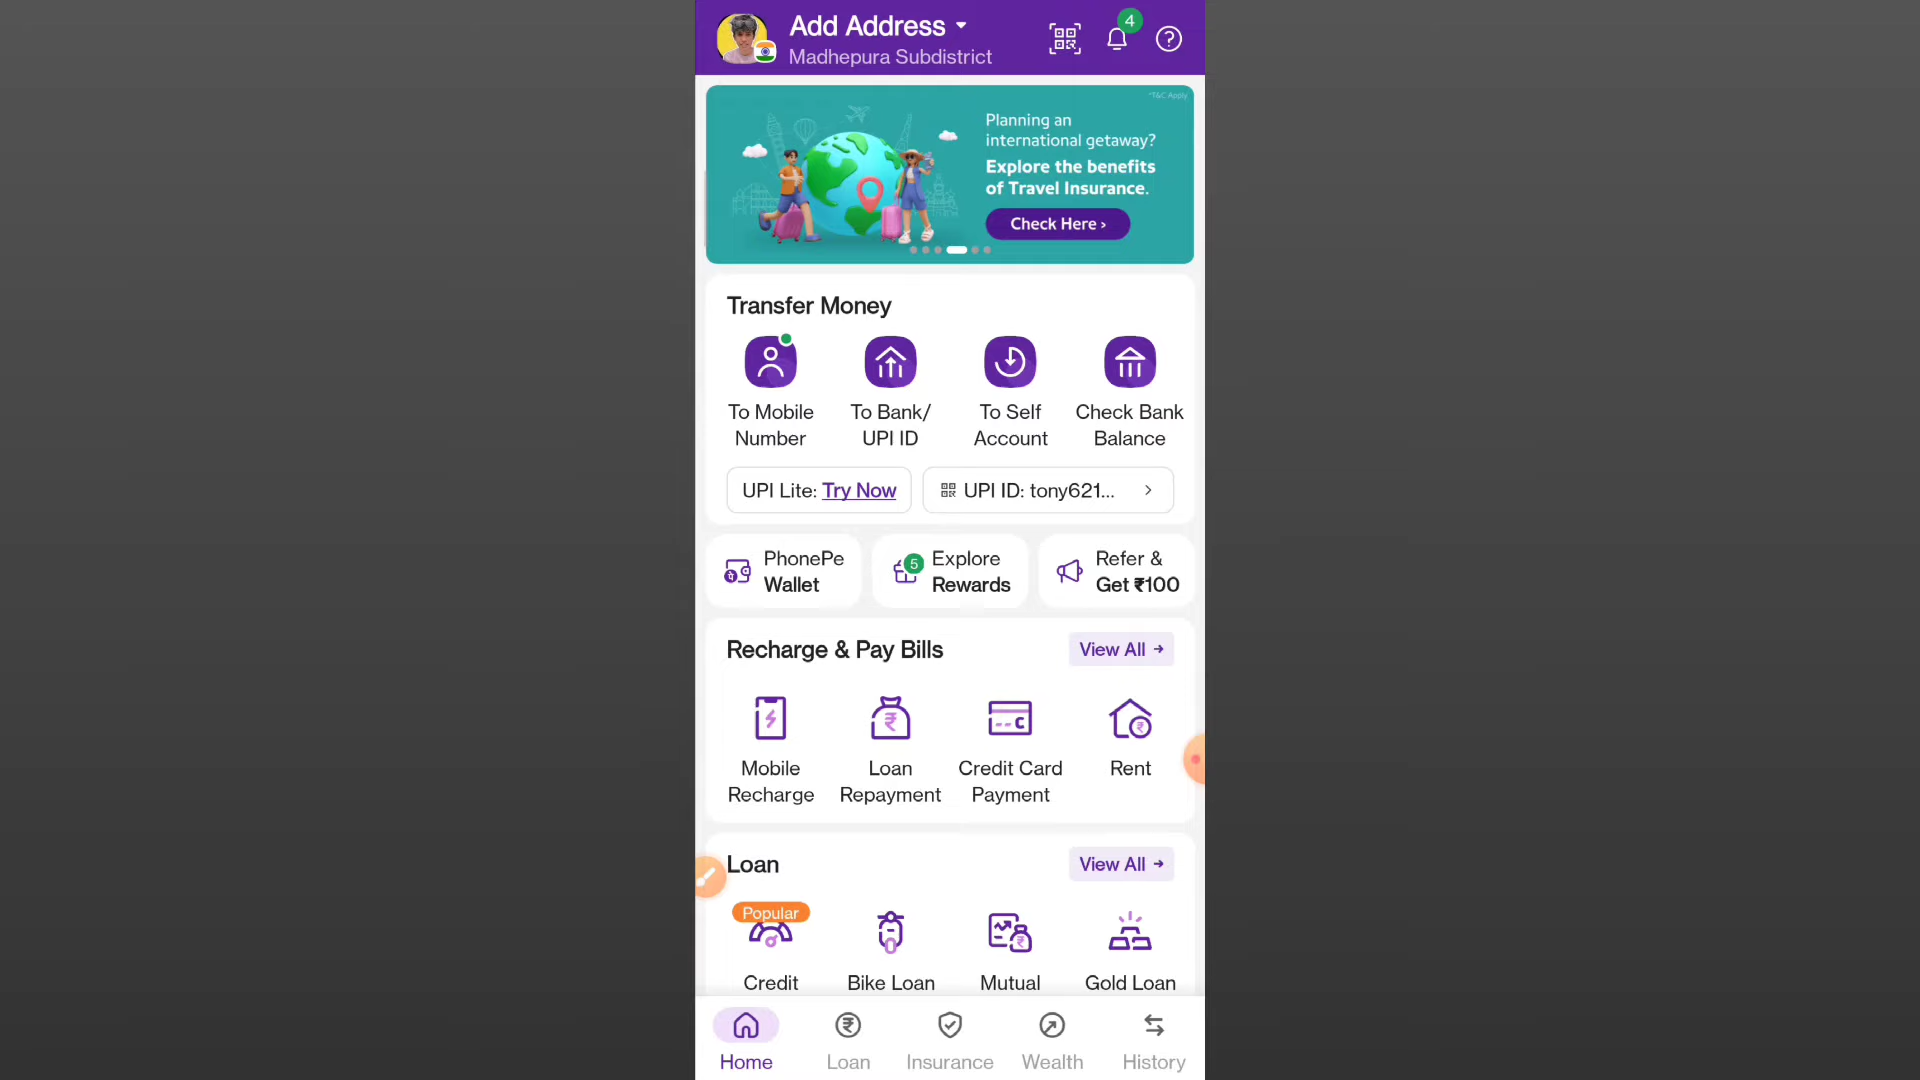 Add Address
Madhepura Subdistrict
4
*T&C Apply
Planning an
international getaway?
Explore the benefits
of Travel Insurance.
Check Here ›
Transfer Money
To Mobile
Number
To Bank/
UPI ID
To Self
Account
Check Bank
Balance
UPI Lite: Try Now
UPI ID: tony621...
PhonePe
Wallet
5
Explore
Rewards
Refer &
Get ₹100
Recharge & Pay Bills
View All →
Mobile
Recharge
Loan
Repayment
Credit Card
Payment
Rent
Loan
View All →
Popular
Credit
Bike Loan
Mutual
Gold Loan
Home
Loan
Insurance
Wealth
History